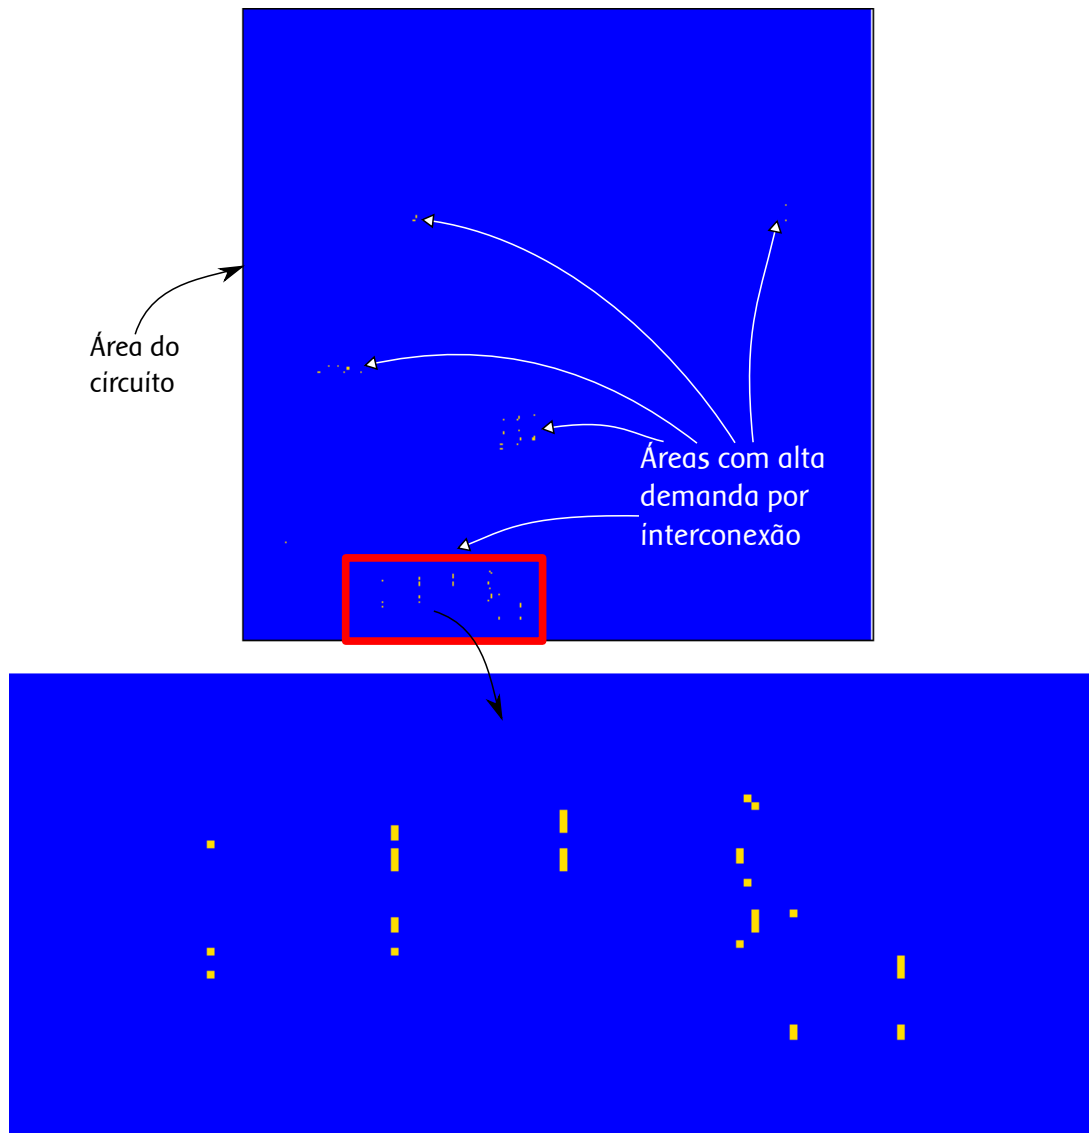 Área do
circuito
Áreas com alta
demanda por
interconexão